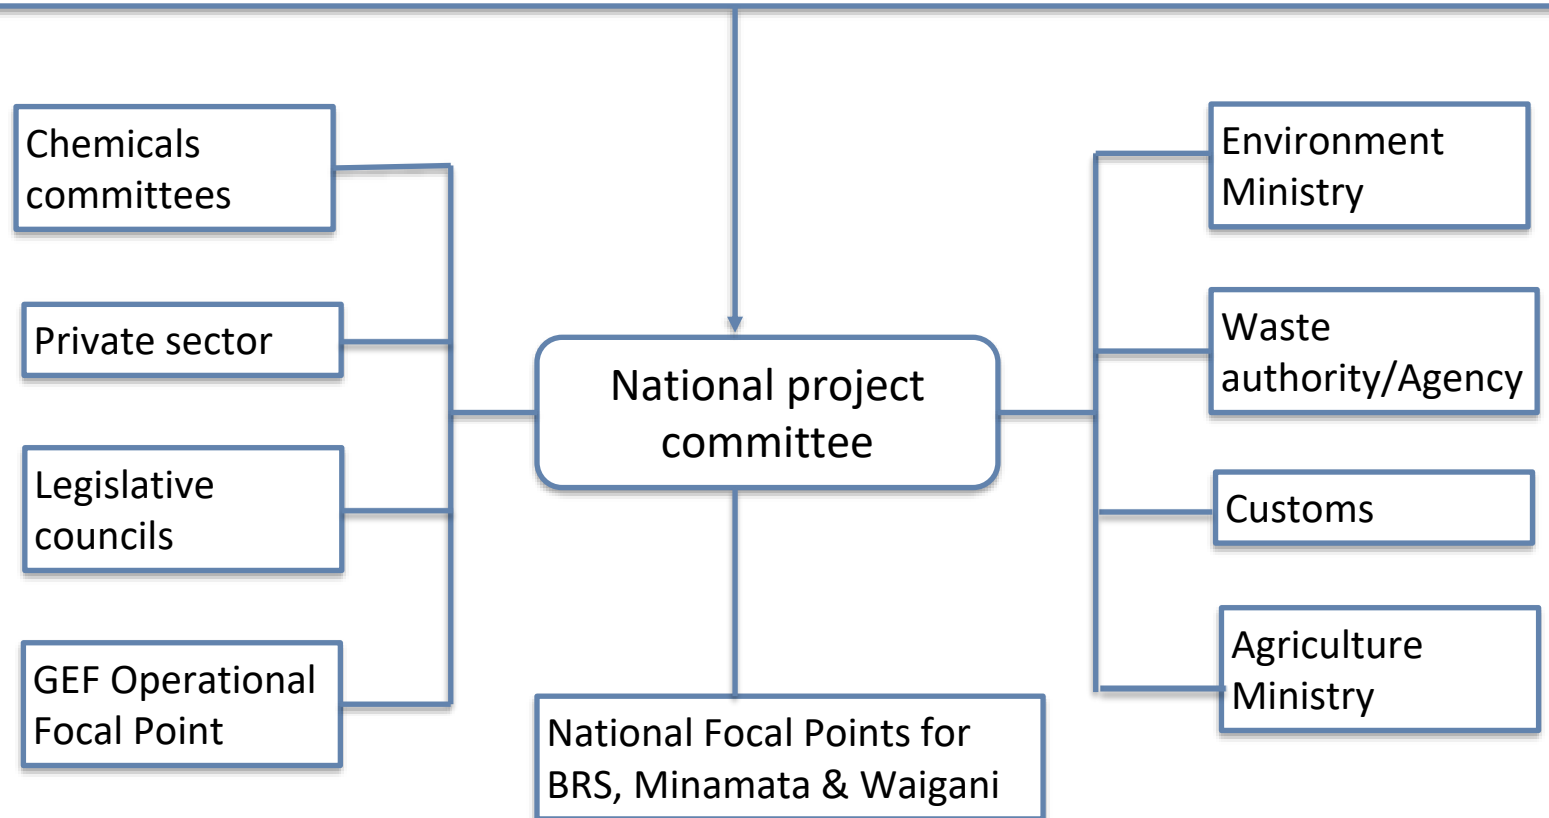 Chemicals
committees
Private sector
Legislative
councils
GEF Operational
Focal Point
National project
committee
National Focal Points for
BRS, Minamata & Waigani
Environment
Ministry
Waste
authority/Agency
Customs
Agriculture
Ministry